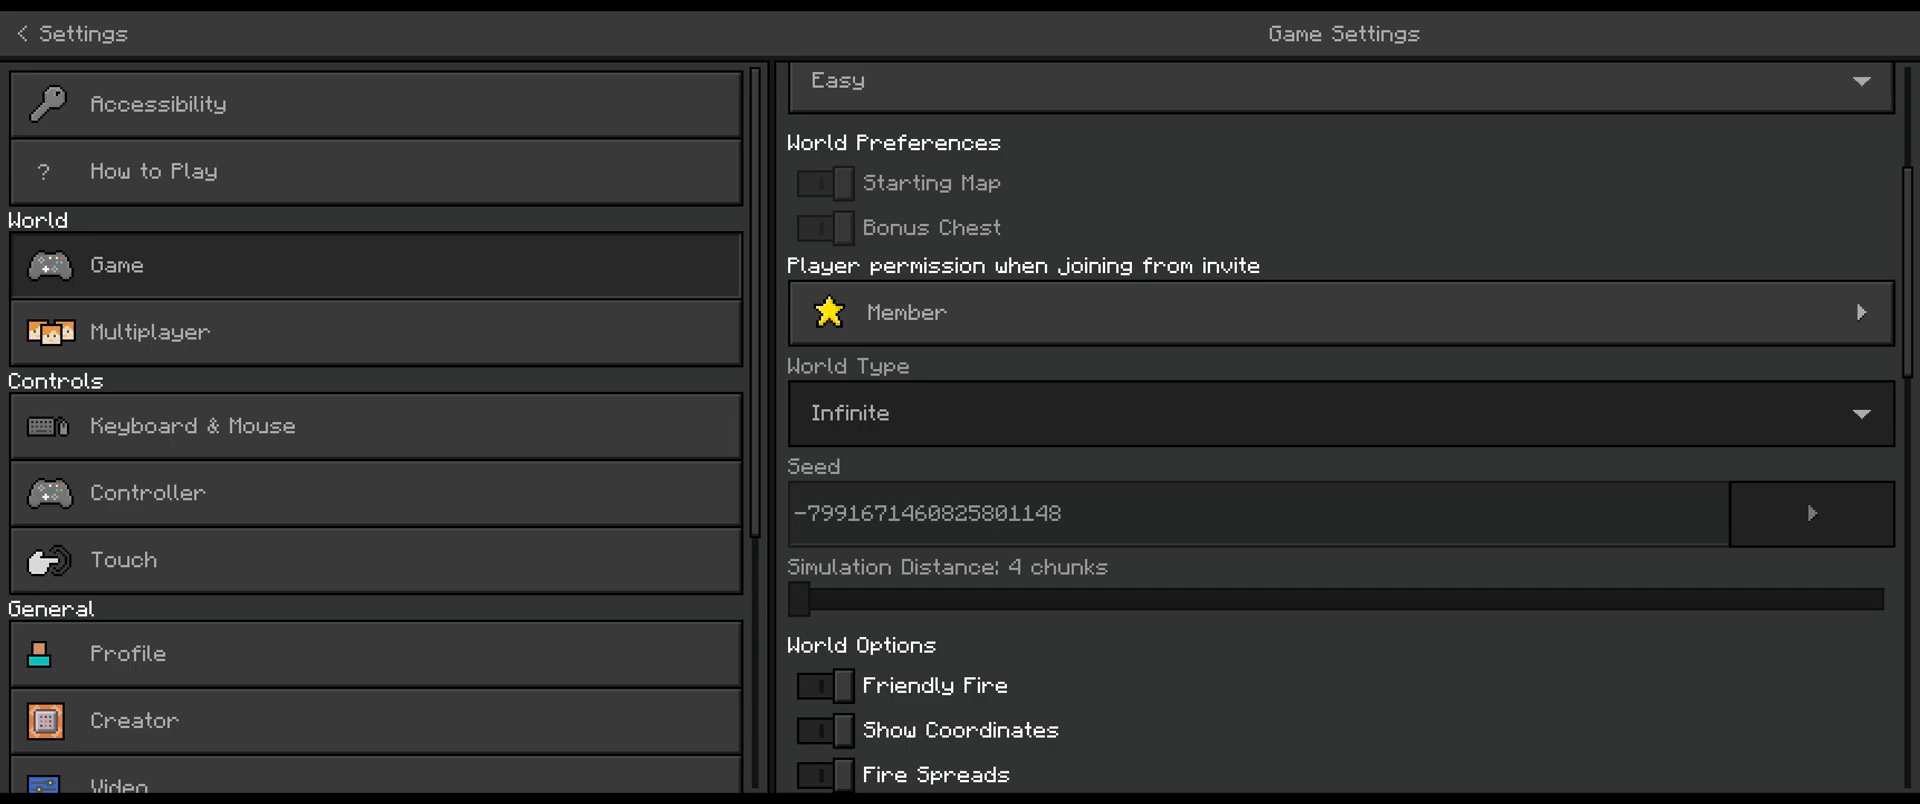 Settings
Game Settings
Accessibility
? How to Play
World
Game
Multiplayer
Controls
Keyboard & Mouse
Controller
Touch
General
Profile
Creator
Video
Easy
World Preferences
Starting Map
Bonus Chest
Player permission when joining from invite
Member
World Type
Infinite
Seed
-7991671460825801148
Simulation Distance: 4 chunks
World Options
Friendly Fire
Show Coordinates
Fire Spreads